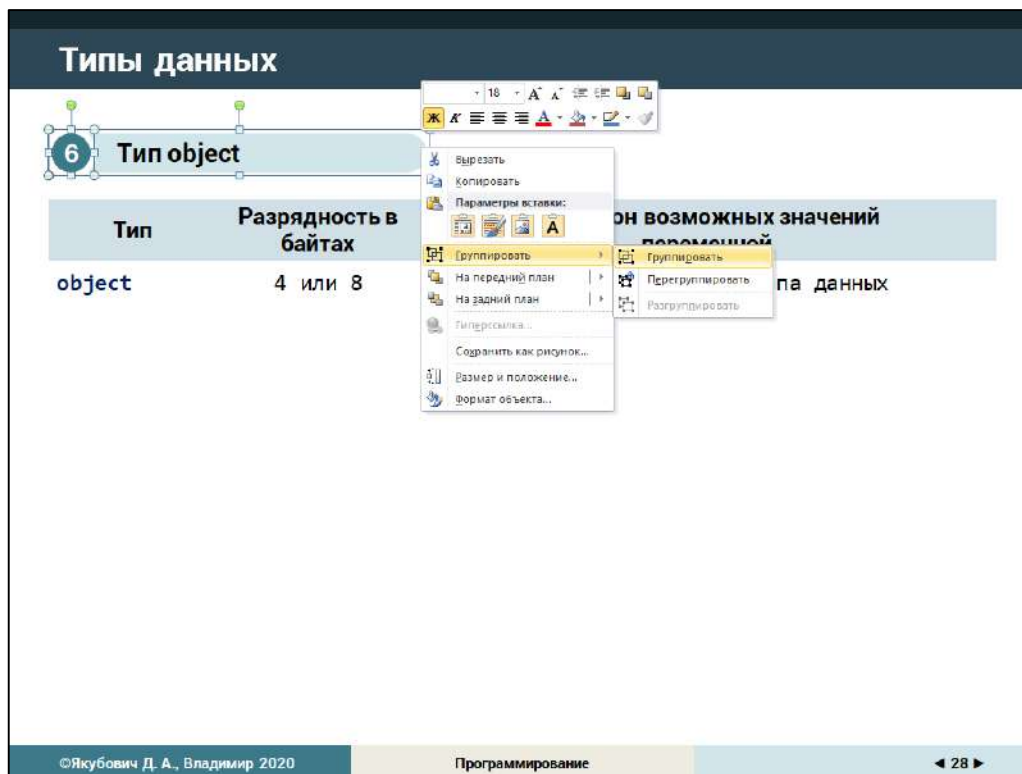 Типы данных
18
Ж К
6 Тип object
Вырезать
Копировать
Параметры вставки:
Тип
Разрядность в байтах
он возможных значений переменной
Группировать
Группировать
Перегруппировать
Разгруппировать
object
4 или 8
па данных
На передний план
На задний план
Гиперссылка...
Сохранить как рисунок...
Размер и положение...
Формат объекта...
©Якубович Д. А., Владимир 2020
Программирование
◄ 28 ►